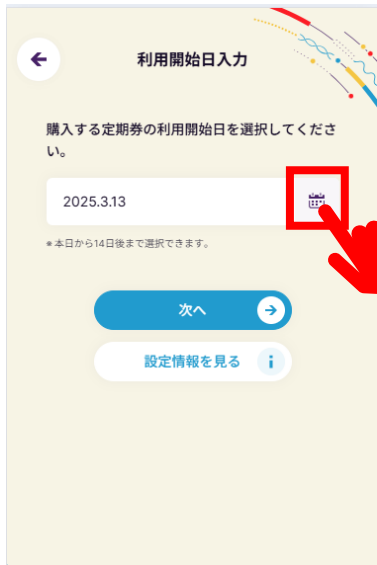 利用開始日入力
購入する定期券の利用開始日を選択してくださ
い。
2025.3.13
※本日から14日後まで選択できます。
次へ
設定情報を見る i